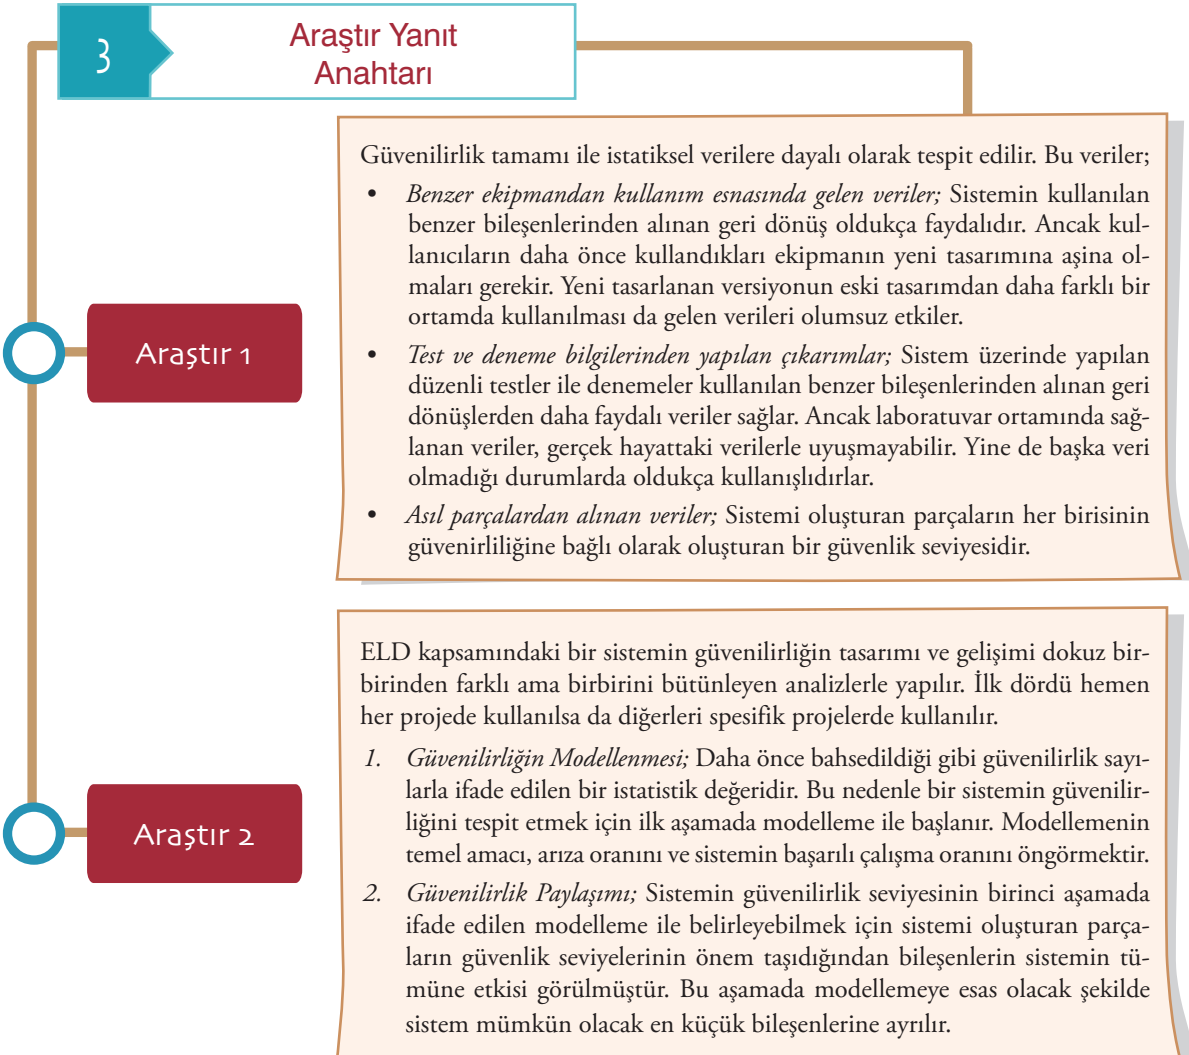 3
Araştır Yanıt
Anahtarı
Araştır 1
Güvenilirlik tamamı ile istatiksel verilere dayalı olarak tespit edilir. Bu veriler;
• Benzer ekipmandan kullanım esnasında gelen veriler; Sistemin kullanılan
benzer bileşenlerinden alınan geri dönüş oldukça faydalıdır. Ancak kul-
lanıcıların daha önce kullandıkları ekipmanın yeni tasarımına aşina ol-
maları gerekir. Yeni tasarlanan versiyonun eski tasarımdan daha farklı bir
ortamda kullanılması da gelen verileri olumsuz etkiler.
• Test ve deneme bilgilerinden yapılan çıkarımlar; Sistem üzerinde yapılan
düzenli testler ile denemeler kullanılan benzer bileşenlerinden alınan geri
dönüşlerden daha faydalı veriler sağlar. Ancak laboratuvar ortamında sağ-
lanan veriler, gerçek hayattaki verilerle uyuşmayabilir. Yine de başka veri
olmadığı durumlarda oldukça kullanışlıdırlar.
• Asıl parçalardan alınan veriler; Sistemi oluşturan parçaların her birisinin
güvenirliliğine bağlı olarak oluşturan bir güvenlik seviyesidir.
Araştır 2
ELD kapsamındaki bir sistemin güvenilirliğin tasarımı ve gelişimi dokuz bir-
birinden farklı ama birbirini bütünleyen analizlerle yapılır. İlk dördü hemen
her projede kullanılsa da diğerleri spesifik projelerde kullanılır.
1. Güvenilirliğin Modellenmesi; Daha önce bahsedildiği gibi güvenilirlik sayı-
larla ifade edilen bir istatistik değeridir. Bu nedenle bir sistemin güvenilir-
liğini tespit etmek için ilk aşamada modelleme ile başlanır. Modellemenin
temel amacı, arıza oranını ve sistemin başarılı çalışma oranını öngörmektir.
2. Güvenilirlik Paylaşımı; Sistemin güvenilirlik seviyesinin birinci aşamada
ifade edilen modelleme ile belirleyebilmek için sistemi oluşturan parça-
ların güvenlik seviyelerinin önem taşıdığından bileşenlerin sistemin tü-
müne etkisi görülmüştür. Bu aşamada modellemeye esas olacak şekilde
sistem mümkün olacak en küçük bileşenlerine ayrılır.